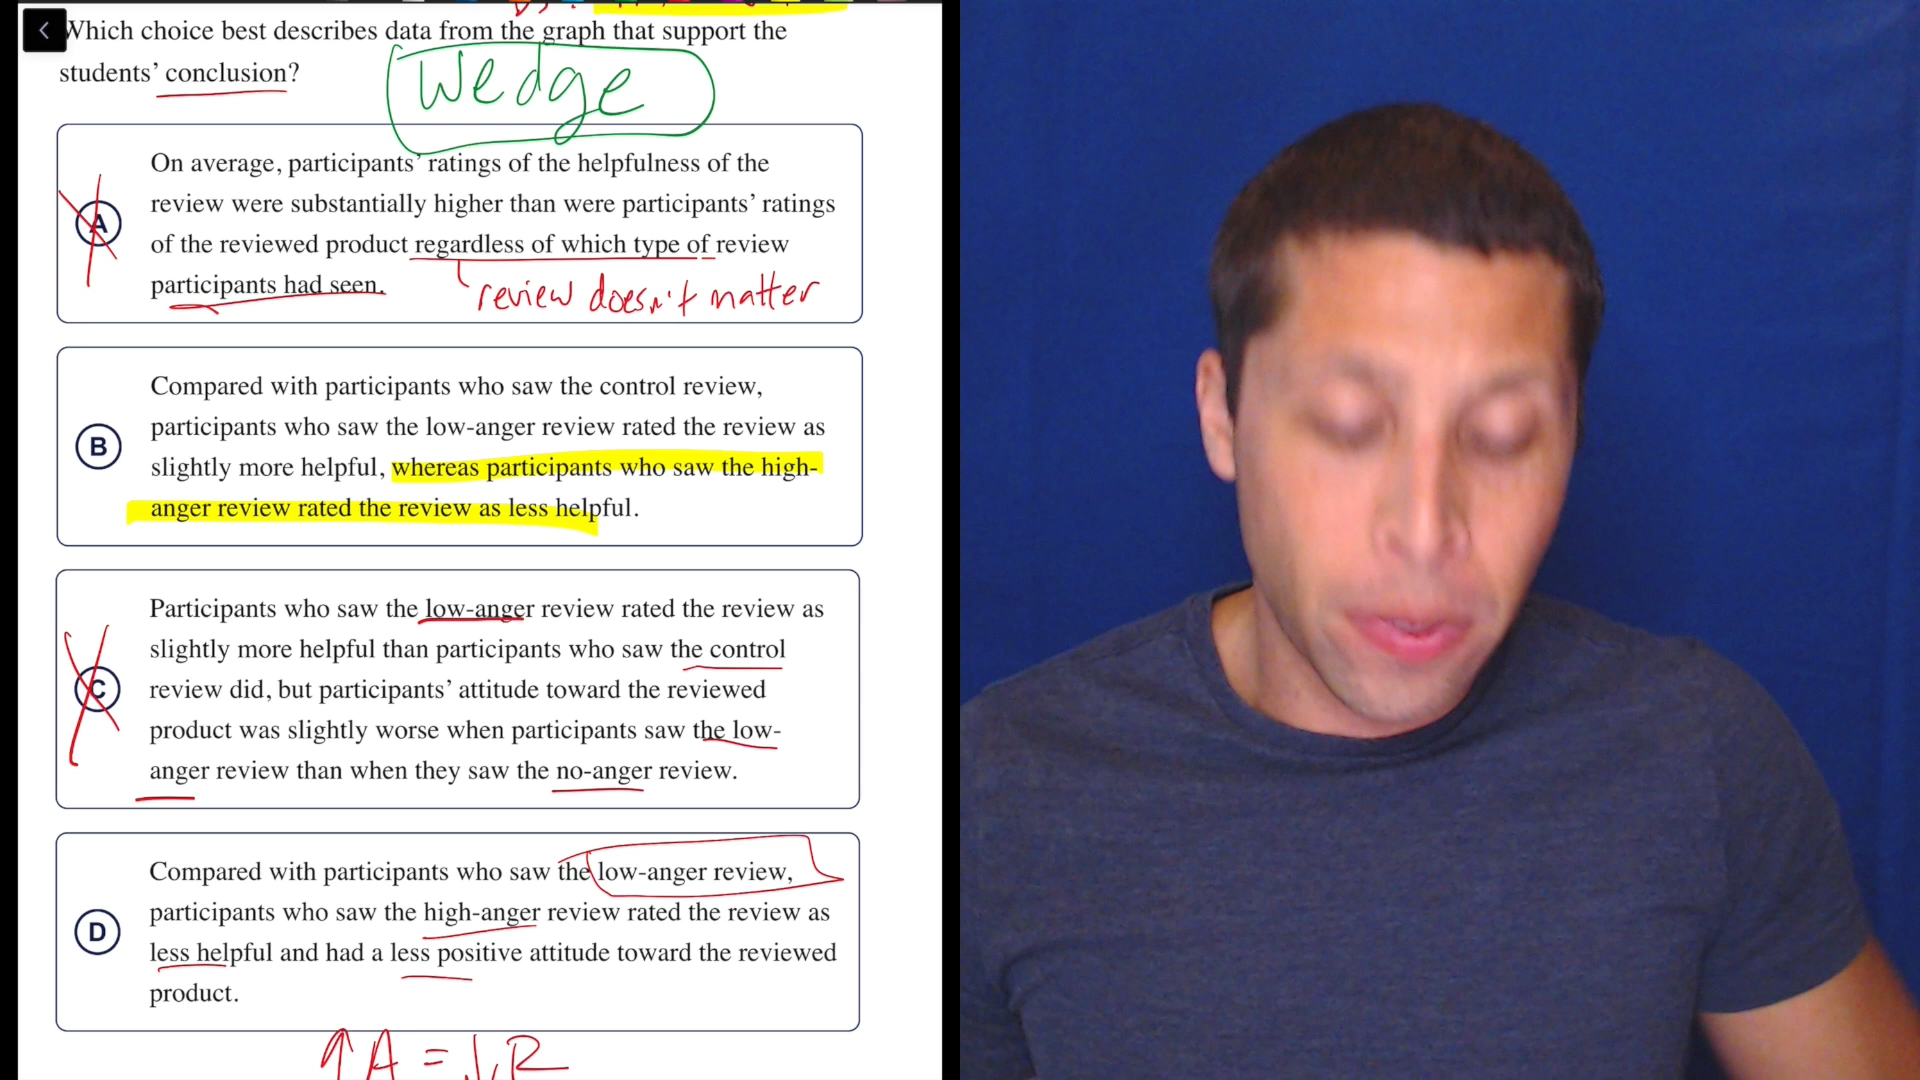 Which choice best describes data from the graph that support the
students' conclusion?
Wedge
A
On average, participants' ratings of the helpfulness of the
review were substantially higher than were participants' ratings
of the reviewed product regardless of which type of review
participants had seen.
review doesn't matter
B
Compared with participants who saw the control review,
participants who saw the low-anger review rated the review as
slightly more helpful, whereas participants who saw the high-
anger review rated the review as less helpful.
C
Participants who saw the low-anger review rated the review as
slightly more helpful than participants who saw the control
review did, but participants' attitude toward the reviewed
product was slightly worse when participants saw the low-
anger review than when they saw the no-anger review.
D
Compared with participants who saw the low-anger review,
participants who saw the high-anger review rated the review as
less helpful and had a less positive attitude toward the reviewed
product.
↑A = ↓R